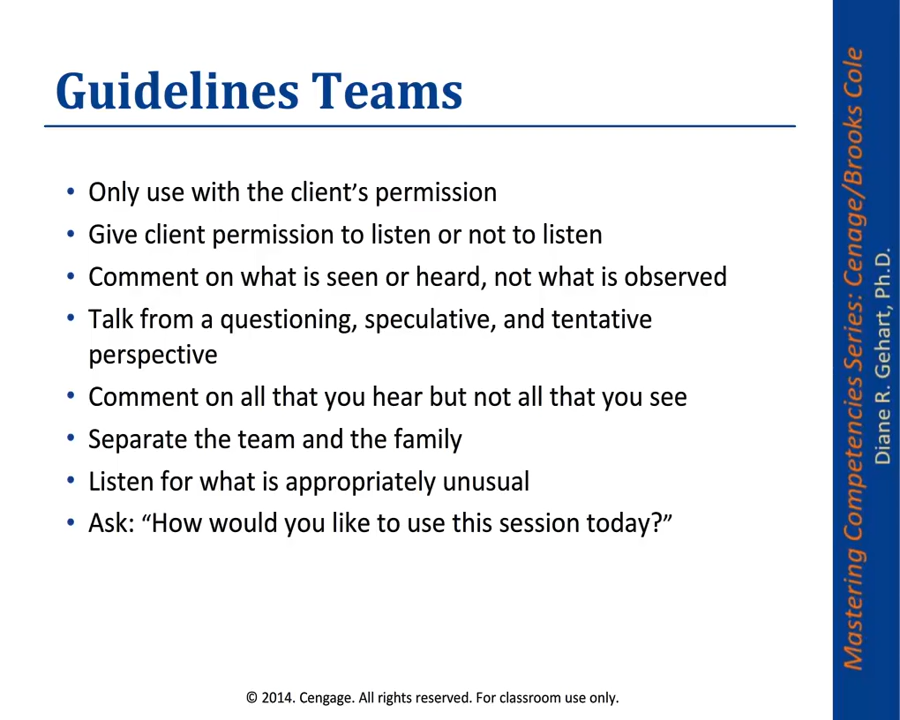 Guidelines Teams
• Only use with the client's permission
• Give client permission to listen or not to listen
• Comment on what is seen or heard, not what is observed
• Talk from a questioning, speculative, and tentative
perspective
• Comment on all that you hear but not all that you see
• Separate the team and the family
• Listen for what is appropriately unusual
• Ask: “How would you like to use this session today?”
© 2014. Cengage. All rights reserved. For classroom use only.
Mastering Competencies Series: Cenage/Brooks Cole
Diane R. Gehart, Ph.D.